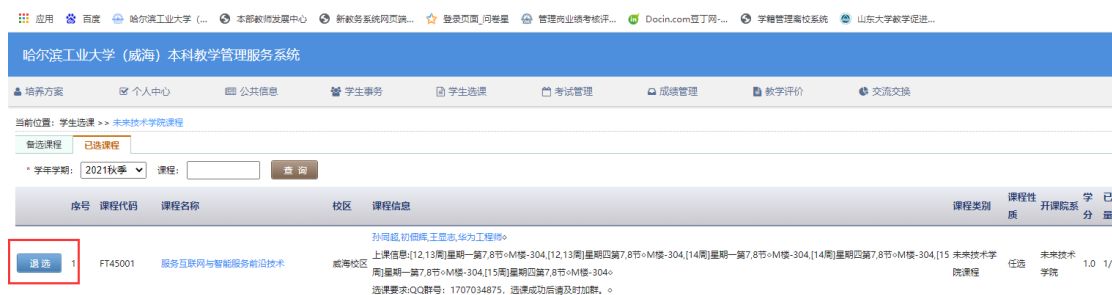 应用 百度 哈尔滨工业大学（... 本部教师发展中心 新教务系统网页端... 登录页面_问卷星 管理岗业绩考核评... Docin.com豆丁网-... 学籍管理离校系统 山东大学教学促进...
哈尔滨工业大学（威海）本科教学管理服务系统
培养方案 个人中心 公共信息 学生事务 学生选课 考试管理 成绩管理 教学评价 交流交换
当前位置：学生选课 >> 未来技术学院课程
备选课程 已选课程
* 学年学期： 2021秋季 课程： 查 询
序号 课程代码 课程名称 校区 课程信息 课程类别 课程性质 开课院系 学分 已 量
孙同超,初佃辉,王显志,华为工程师◇
退 选 1 FT45001 服务互联网与智能服务前沿技术 威海校区 上课信息:[12,13周]星期一第7,8节◇M楼-304,[12,13周]星期四第7,8节◇M楼-304,[14周]星期一第7,8节◇M楼-304,[14周]星期四第7,8节◇M楼-304,[15 未来技术学院课程 任选 未来技术学院 1.0 1/
周]星期一第7,8节◇M楼-304,[15周]星期四第7,8节◇M楼-304◇
选课要求:QQ群号：1707034875，选课成功后请及时加群。◇